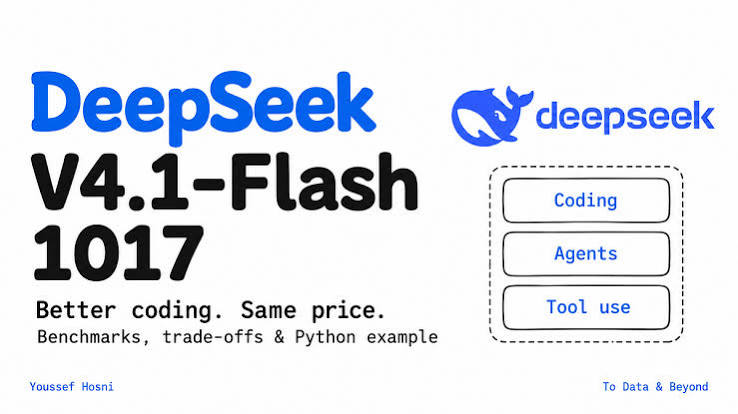 DeepSeek
V4.1-Flash
1017
Better coding. Same price.
Benchmarks, trade-offs & Python example
deepseek
Coding
Agents
Tool use
Youssef Hosni
To Data & Beyond